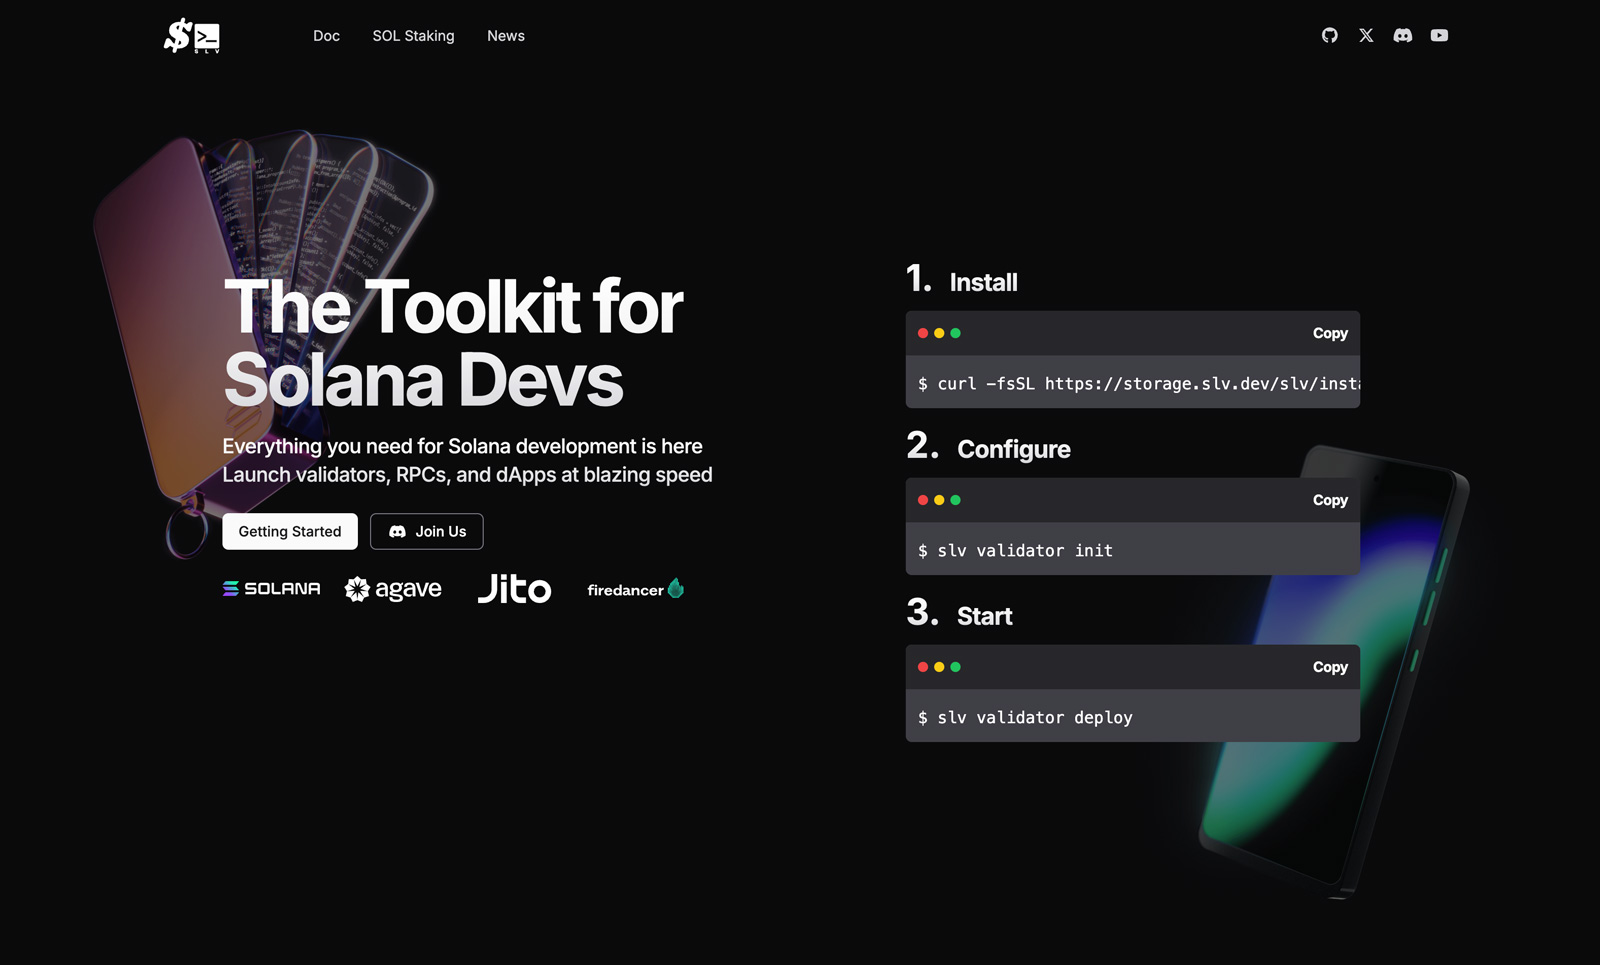 $ >_
SLV
Doc
SOL Staking
News
The Toolkit for
Solana Devs
Everything you need for Solana development is here
Launch validators, RPCs, and dApps at blazing speed
Getting Started
Join Us
SOLANA
agave
Jito
firedancer
1. Install
Copy
$ curl -fsSL https://storage.slv.dev/slv/insta
2. Configure
Copy
$ slv validator init
3. Start
Copy
$ slv validator deploy